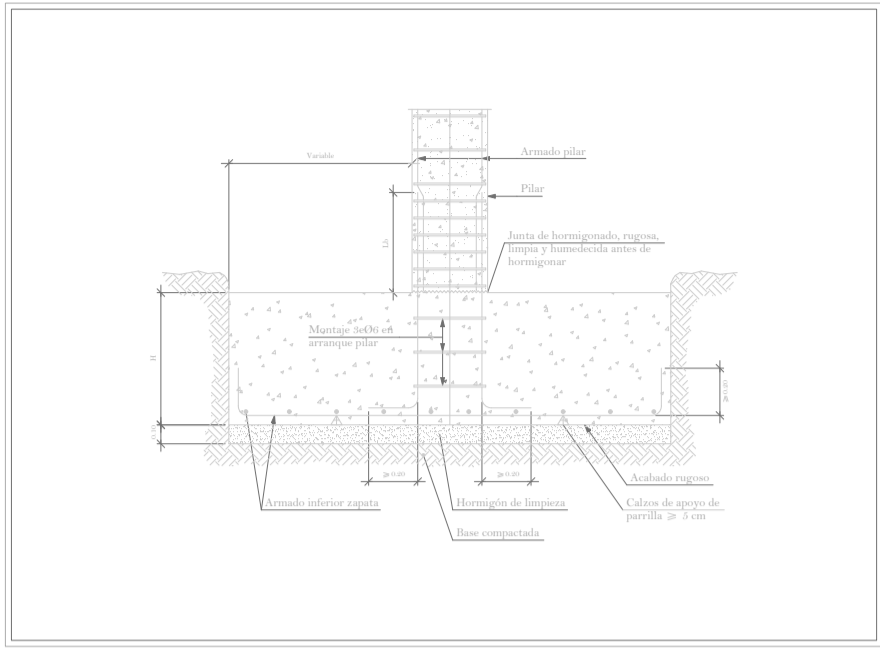 Variable
Armado pilar
Pilar
Lb
Junta de hormigonado, rugosa,
limpia y humedecida antes de
hormigonar
Montaje 3eØ6 en
arranque pilar
H
≥ 0.20
0.10
≥ 0.20
≥ 0.20
Acabado rugoso
Armado inferior zapata
Hormigón de limpieza
Calzos de apoyo de
parrilla ≥ 5 cm
Base compactada